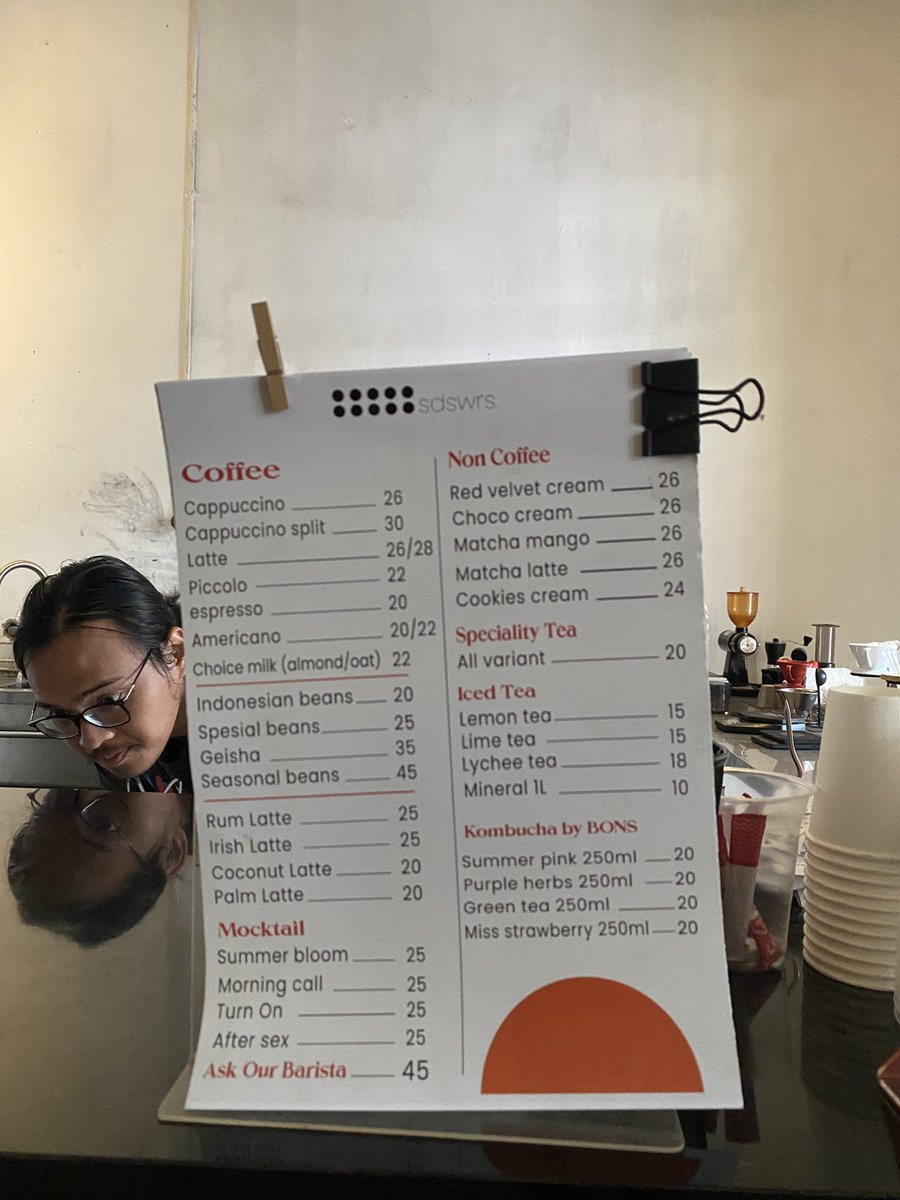 sdswrs.
Coffee
Cappuccino 26
Cappuccino split 30
Latte 26/28
Piccolo 22
espresso 20
Americano 20/22
Choice milk (almond/oat) 22
Indonesian beans 20
Spesial beans 25
Geisha 35
Seasonal beans 45
Rum Latte 25
Irish Latte 25
Coconut Latte 20
Palm Latte 20
Mocktail
Summer bloom 25
Morning call 25
Turn On 25
After sex 25
Ask Our Barista 45
Non Coffee
Red velvet cream 26
Choco cream 26
Matcha mango 26
Matcha latte 26
Cookies cream 24
Speciality Tea
All variant 20
Iced Tea
Lemon tea 15
Lime tea 15
Lychee tea 18
Mineral 1L 10
Kombucha by BONS
Summer pink 250ml 20
Purple herbs 250ml 20
Green tea 250ml 20
Miss strawberry 250ml 20